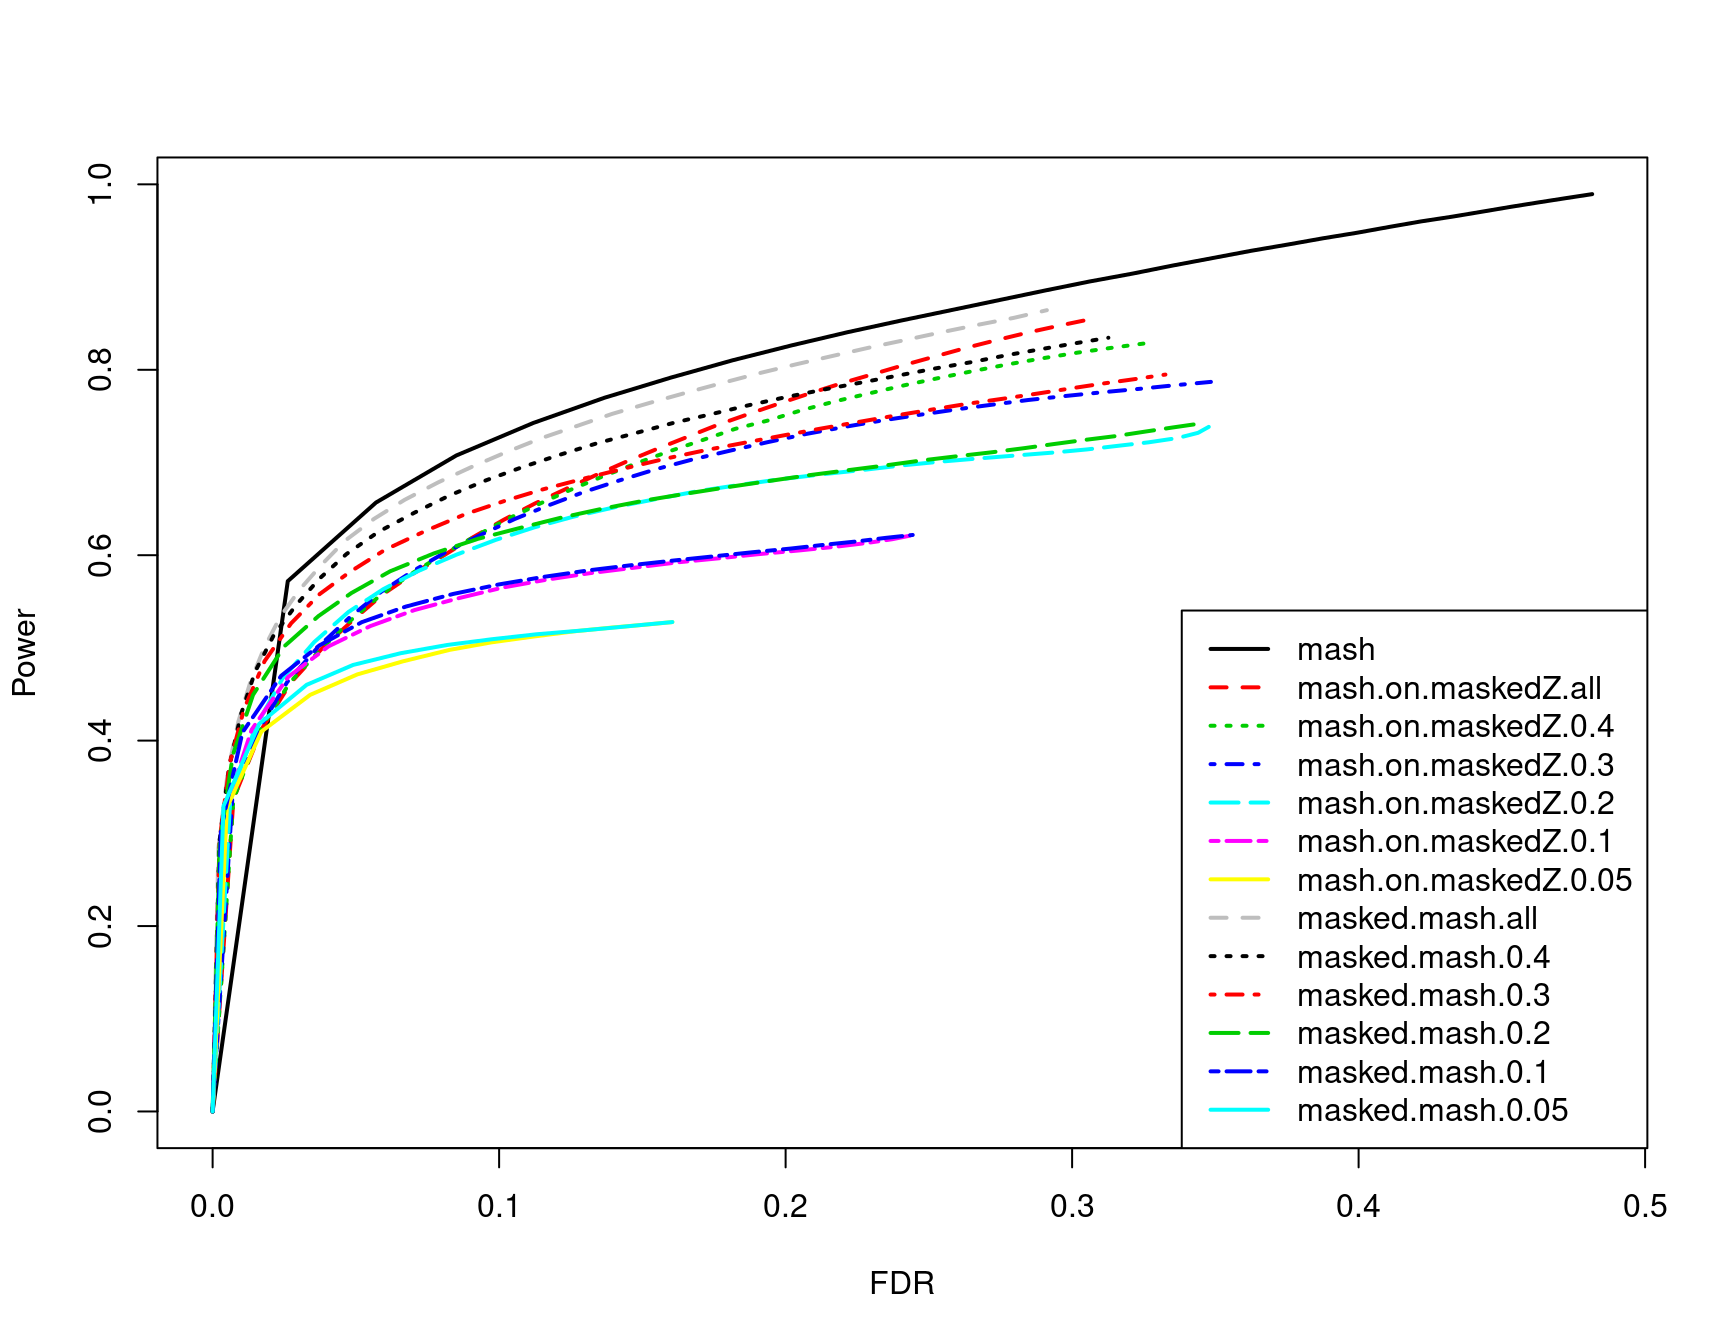 Power
1.0
0.8
0.6
0.4
0.2
0.0
0.0 0.1 0.2 0.3 0.4 0.5
FDR
mash
mash.on.maskedZ.all
mash.on.maskedZ.0.4
mash.on.maskedZ.0.3
mash.on.maskedZ.0.2
mash.on.maskedZ.0.1
mash.on.maskedZ.0.05
masked.mash.all
masked.mash.0.4
masked.mash.0.3
masked.mash.0.2
masked.mash.0.1
masked.mash.0.05